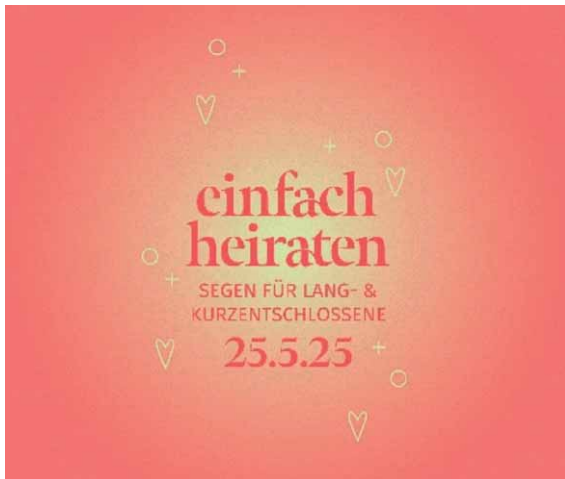 einfach
heiraten
SEGEN FÜR LANG- &
KURZENTSCHLOSSENE
25.5.25